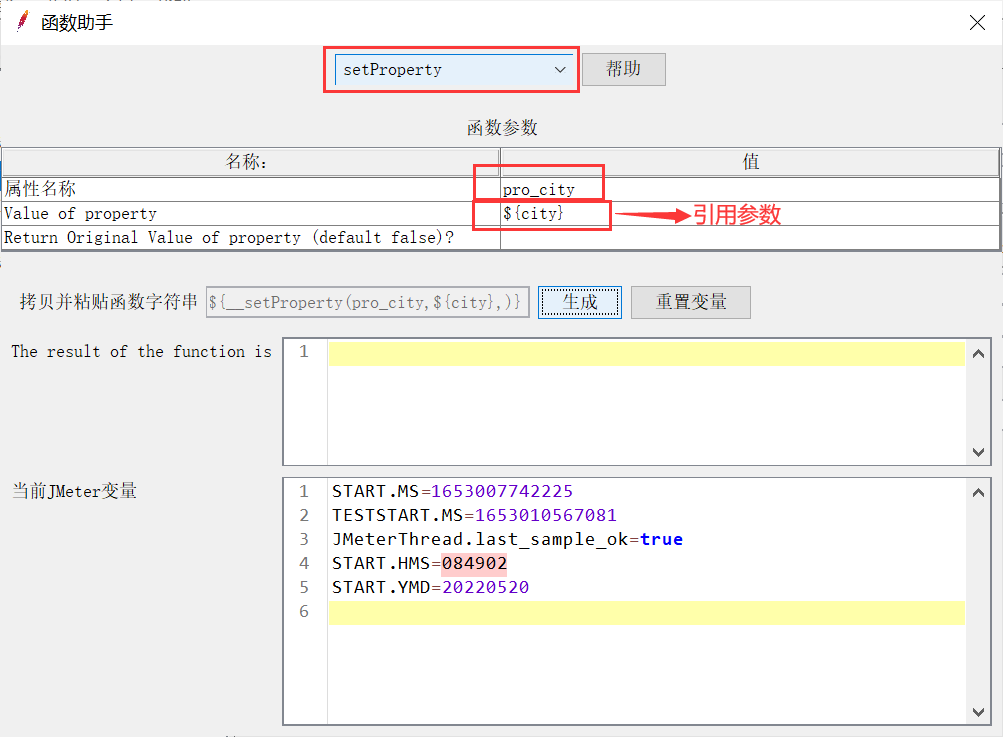 函数助手
setProperty
帮助
函数参数
名称:
值
属性名称
pro_city
Value of property
${city}
引用参数
Return Original Value of property (default false)?
拷贝并粘贴函数字符串
${__setProperty(pro_city,${city},)}
生成
重置变量
The result of the function is
1
当前JMeter变量
1 START.MS=1653007742225
2 TESTSTART.MS=1653010567081
3 JMeterThread.last_sample_ok=true
4 START.HMS=084902
5 START.YMD=20220520
6